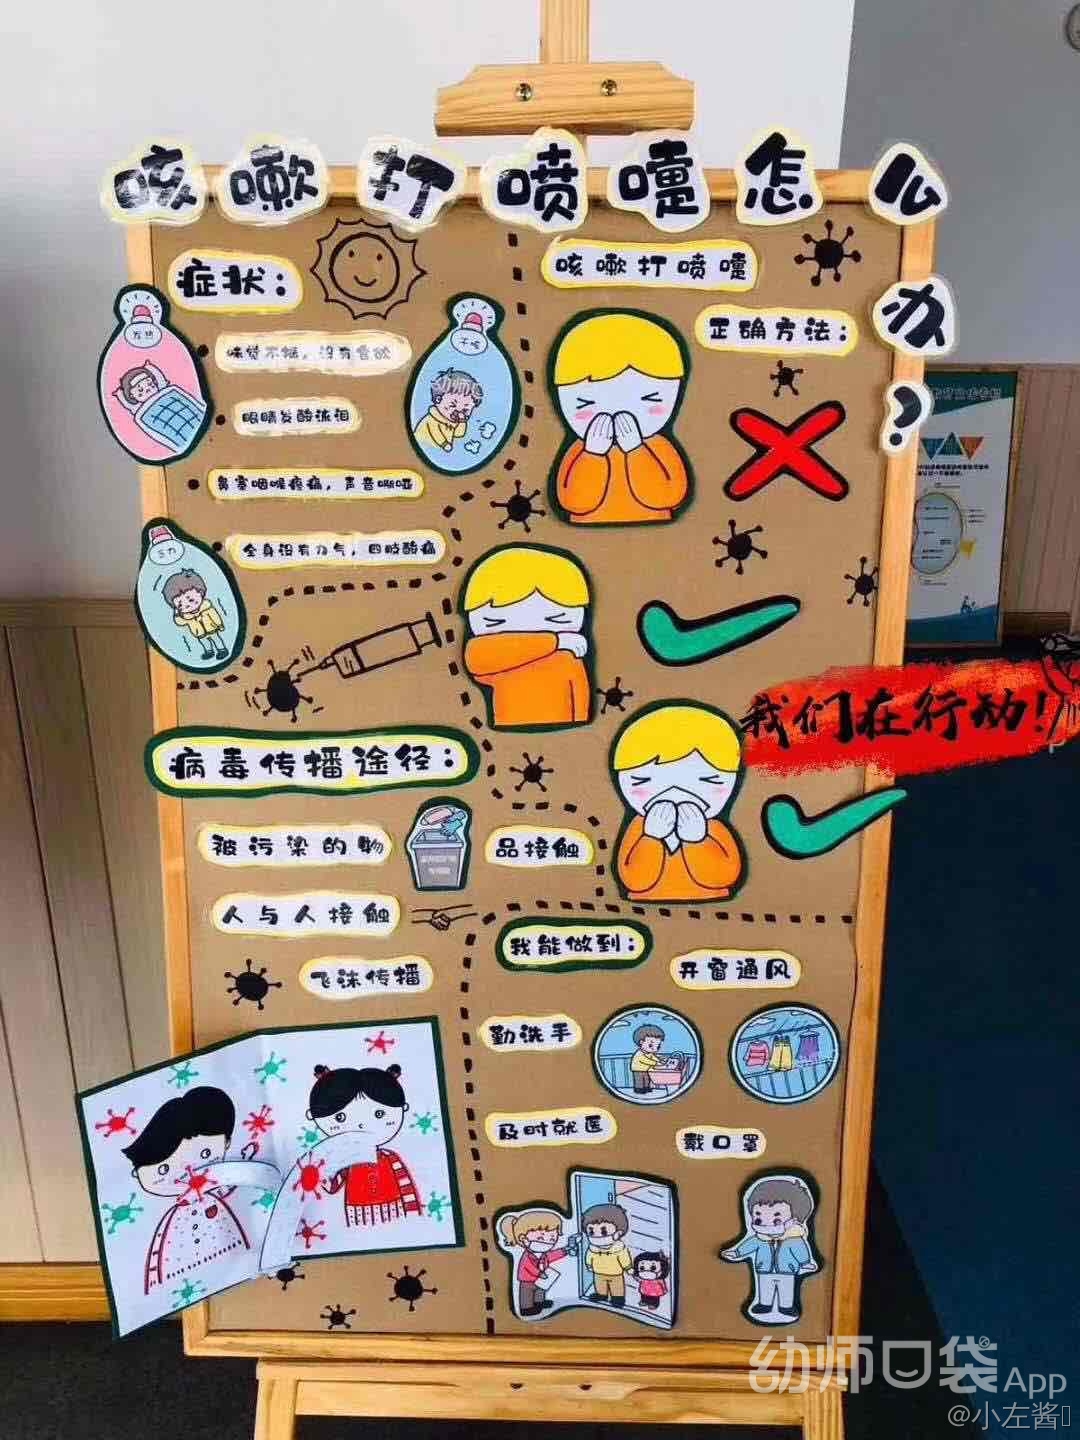 咳嗽打喷嚏怎么办?
症状:
发热
干咳
味觉不振，没有食欲
眼睛发酸流泪
鼻塞咽喉疼痛，声音嘶哑
乏力
全身没有力气，四肢酸痛
咳嗽打喷嚏
正确方法:
我们在行动!
病毒传播途径:
被污染的物
品接触
人与人接触
飞沫传播
我能做到:
开窗通风
勤洗手
及时就医
戴口罩
幼师口袋App
@小左酱